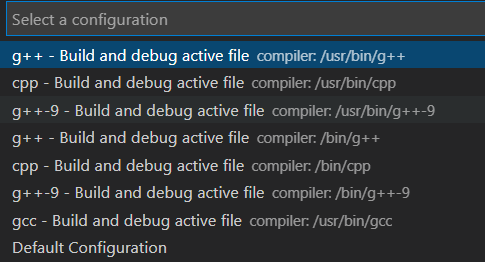 Select a configuration
g++ - Build and debug active file compiler: /usr/bin/g++
cpp - Build and debug active file compiler: /usr/bin/cpp
g++-9 - Build and debug active file compiler: /usr/bin/g++-9
g++ - Build and debug active file compiler: /bin/g++
cpp - Build and debug active file compiler: /bin/cpp
g++-9 - Build and debug active file compiler: /bin/g++-9
gcc - Build and debug active file compiler: /usr/bin/gcc
Default Configuration